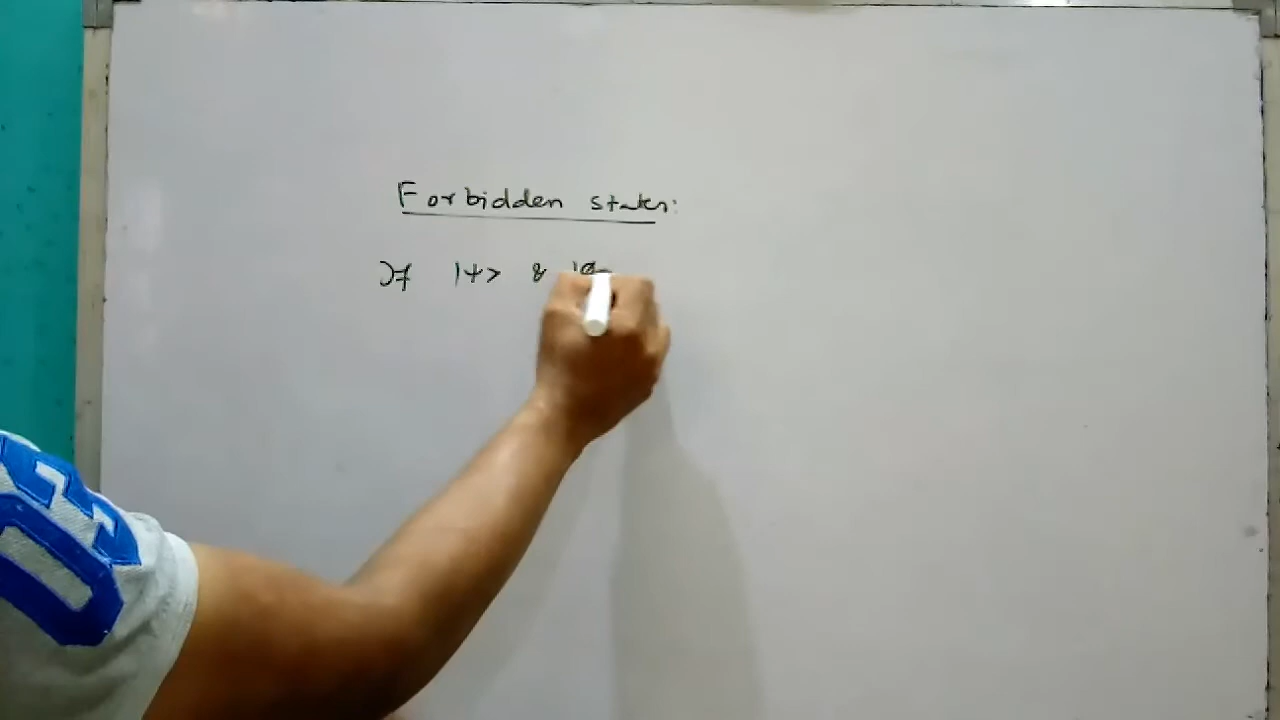 Forbidden states:
If |ψ> & |φ